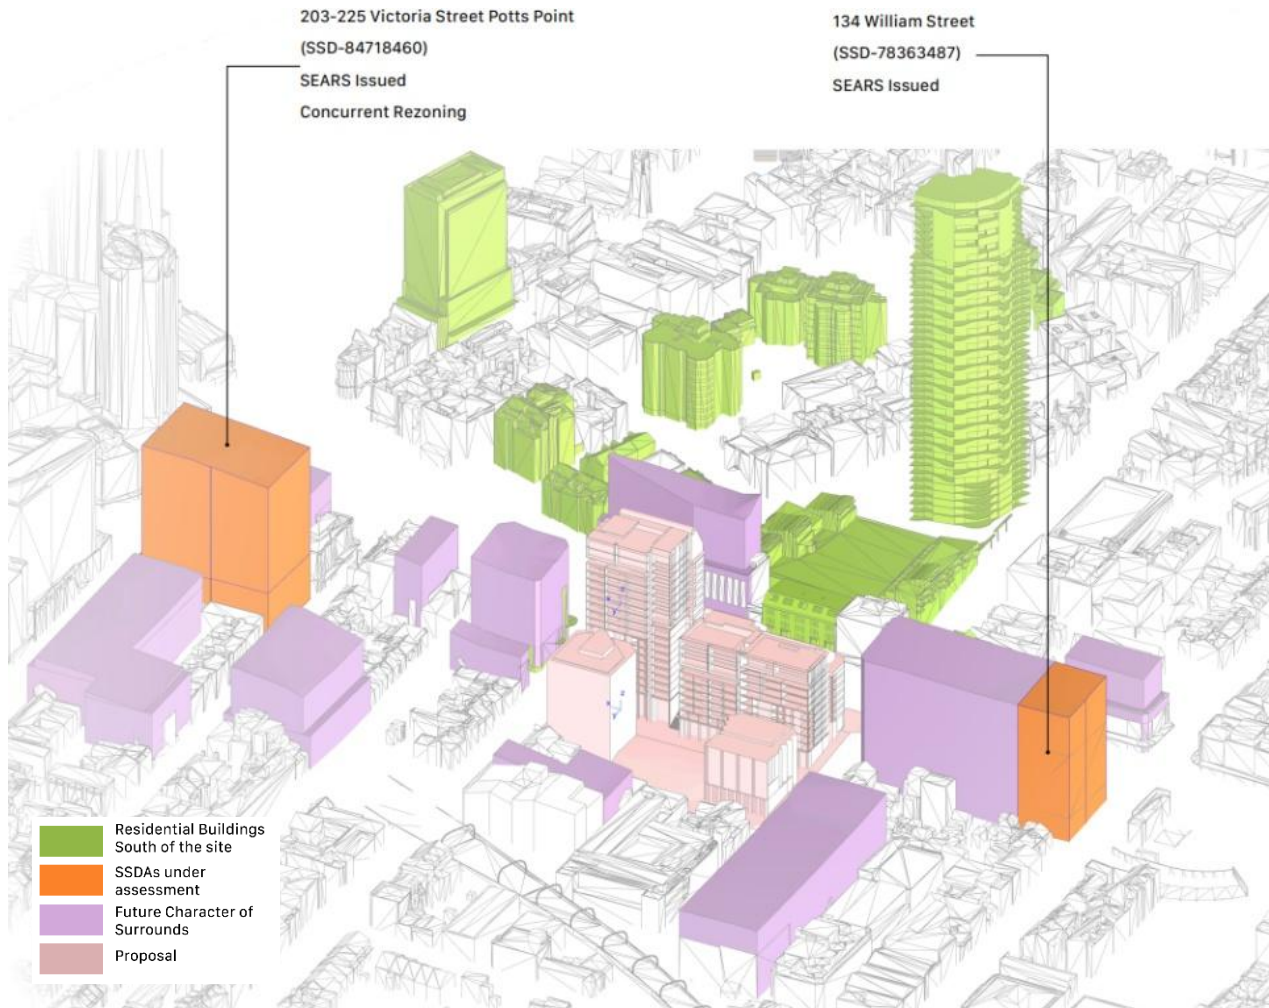 203-225 Victoria Street Potts Point
(SSD-84718460)
SEARS Issued
Concurrent Rezoning
134 William Street
(SSD-78363487)
SEARS Issued
Residential Buildings
South of the site
SSDAs under
assessment
Future Character of
Surrounds
Proposal